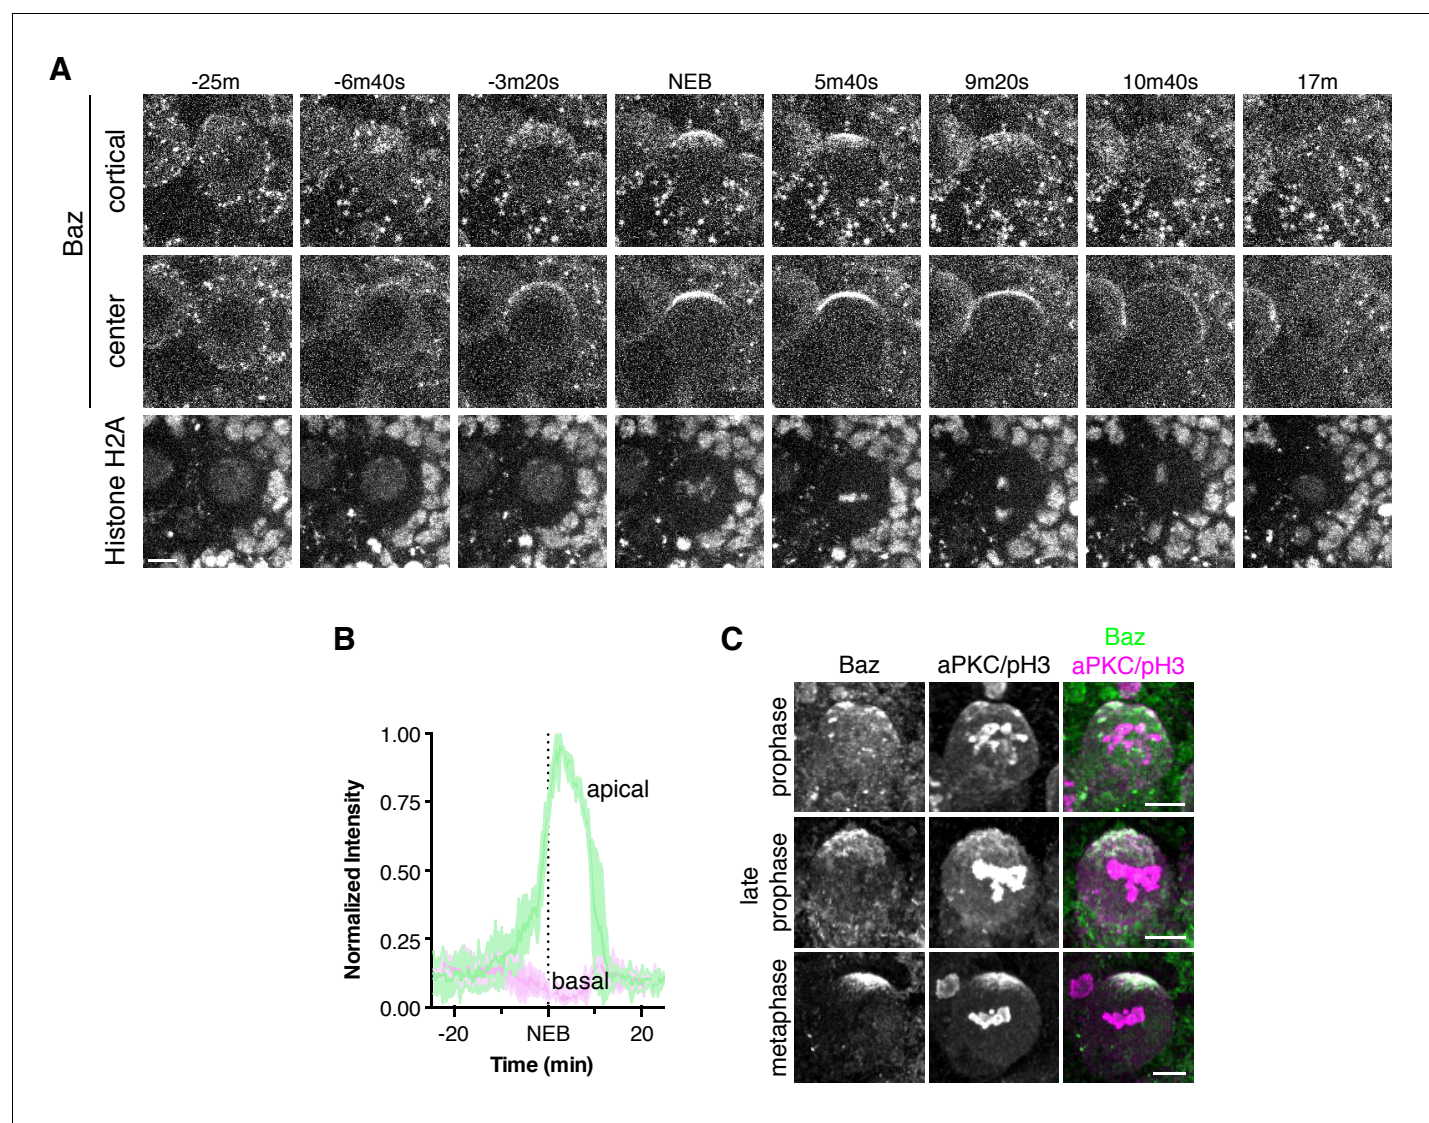 A
-25m -6m40s -3m20s NEB 5m40s 9m20s 10m40s 17m
Baz
cortical
center
Histone H2A
B
1.00
0.75
0.50
0.25
0.00
Normalized Intensity
apical
basal
-20 NEB 20
Time (min)
C
Baz
Baz aPKC/pH3 aPKC/pH3
prophase
late
prophase
metaphase